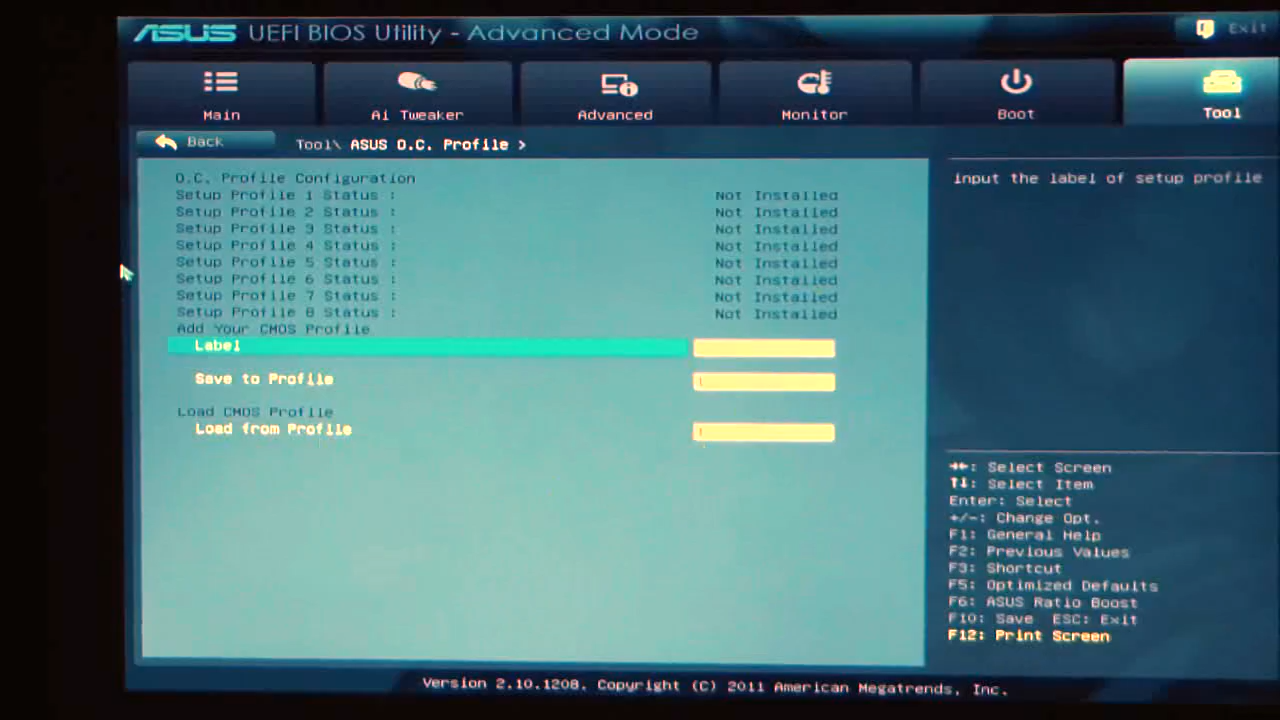 ASUS UEFI BIOS Utility - Advanced Mode
Exit
Main
Ai Tweaker
Advanced
Monitor
Boot
Tool
Back
Tool\ ASUS O.C. Profile >
O.C. Profile Configuration
Setup Profile 1 Status : Not Installed
Setup Profile 2 Status : Not Installed
Setup Profile 3 Status : Not Installed
Setup Profile 4 Status : Not Installed
Setup Profile 5 Status : Not Installed
Setup Profile 6 Status : Not Installed
Setup Profile 7 Status : Not Installed
Setup Profile 8 Status : Not Installed
Add Your CMOS Profile
Label
Save to Profile
Load CMOS Profile
Load from Profile
input the label of setup profile
→←: Select Screen
↑↓: Select Item
Enter: Select
+/-: Change Opt.
F1: General Help
F2: Previous Values
F3: Shortcut
F5: Optimized Defaults
F6: ASUS Ratio Boost
F10: Save ESC: Exit
F12: Print Screen
Version 2.10.1208. Copyright (C) 2011 American Megatrends, Inc.